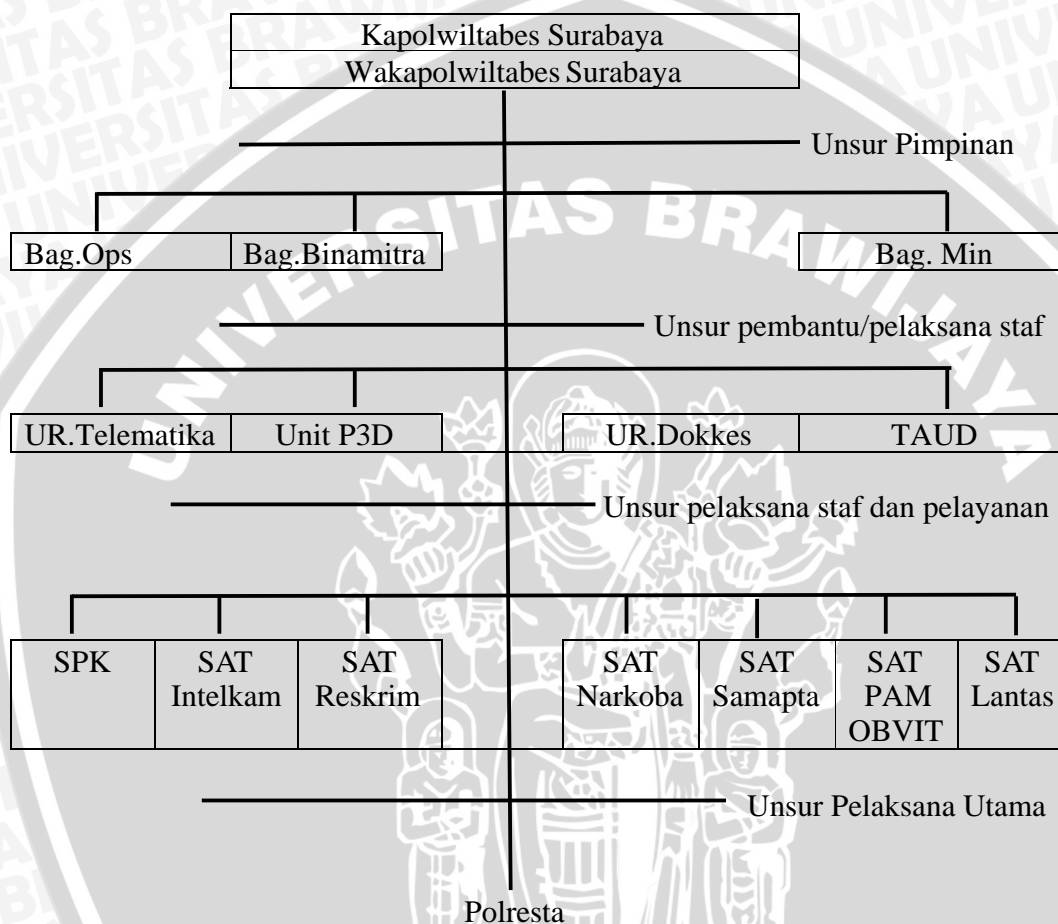 Kapolwiltabes Surabaya
Wakapolwiltabes Surabaya
Unsur Pimpinan
Bag.Ops
Bag.Binamitra
Bag. Min
Unsur pembantu/pelaksana staf
UR.Telematika
Unit P3D
UR.Dokkes
TAUD
Unsur pelaksana staf dan pelayanan
SPK
SAT
Intelkam
SAT
Reskrim
SAT
Narkoba
SAT
Samapta
SAT
PAM
OBVIT
SAT
Lantas
Unsur Pelaksana Utama
Polresta
UNIVERSITAS BRAWIJAYA